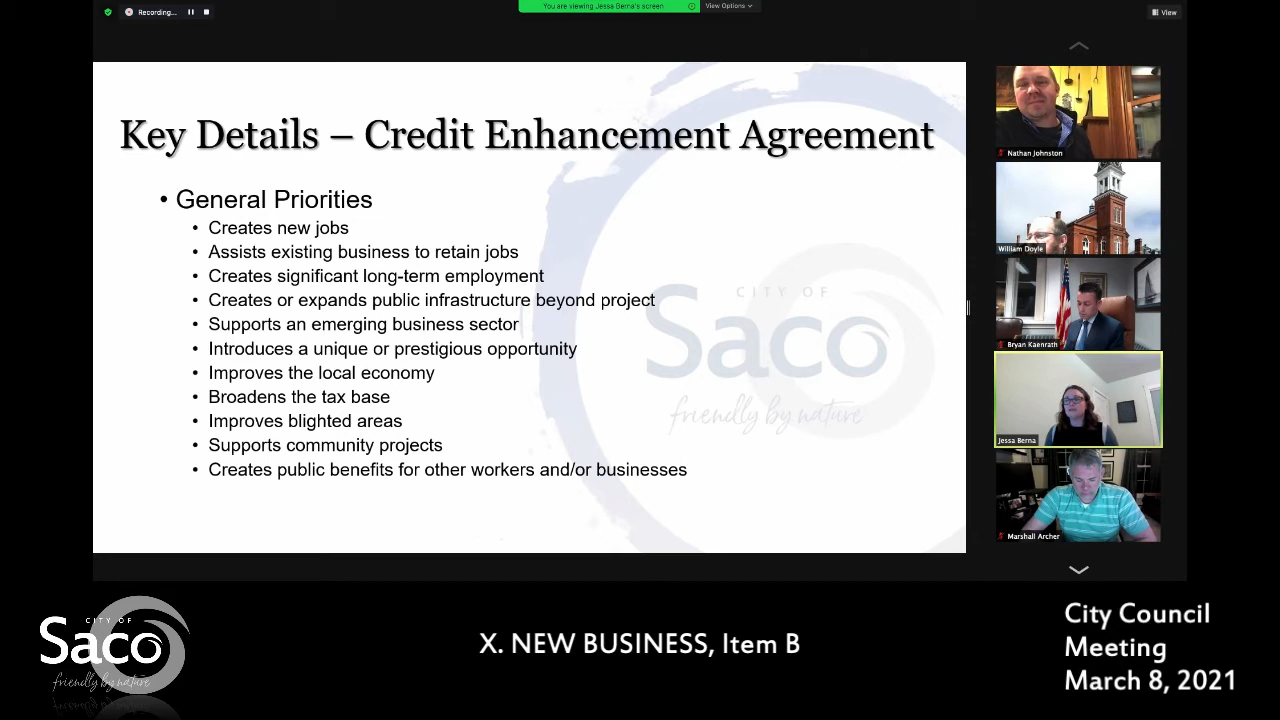 Recording...
You are viewing Jessa Berna's screen
View Options
View
Key Details – Credit Enhancement Agreement
• General Priorities
• Creates new jobs
• Assists existing business to retain jobs
• Creates significant long-term employment
• Creates or expands public infrastructure beyond project
• Supports an emerging business sector
• Introduces a unique or prestigious opportunity
• Improves the local economy
• Broadens the tax base
• Improves blighted areas
• Supports community projects
• Creates public benefits for other workers and/or businesses
CITY OF
Saco
friendly by nature
Nathan Johnston
William Doyle
Bryan Kaenrath
Jessa Berna
Marshall Archer
CITY OF
Saco
friendly by nature
X. NEW BUSINESS, Item B
City Council
Meeting
March 8, 2021